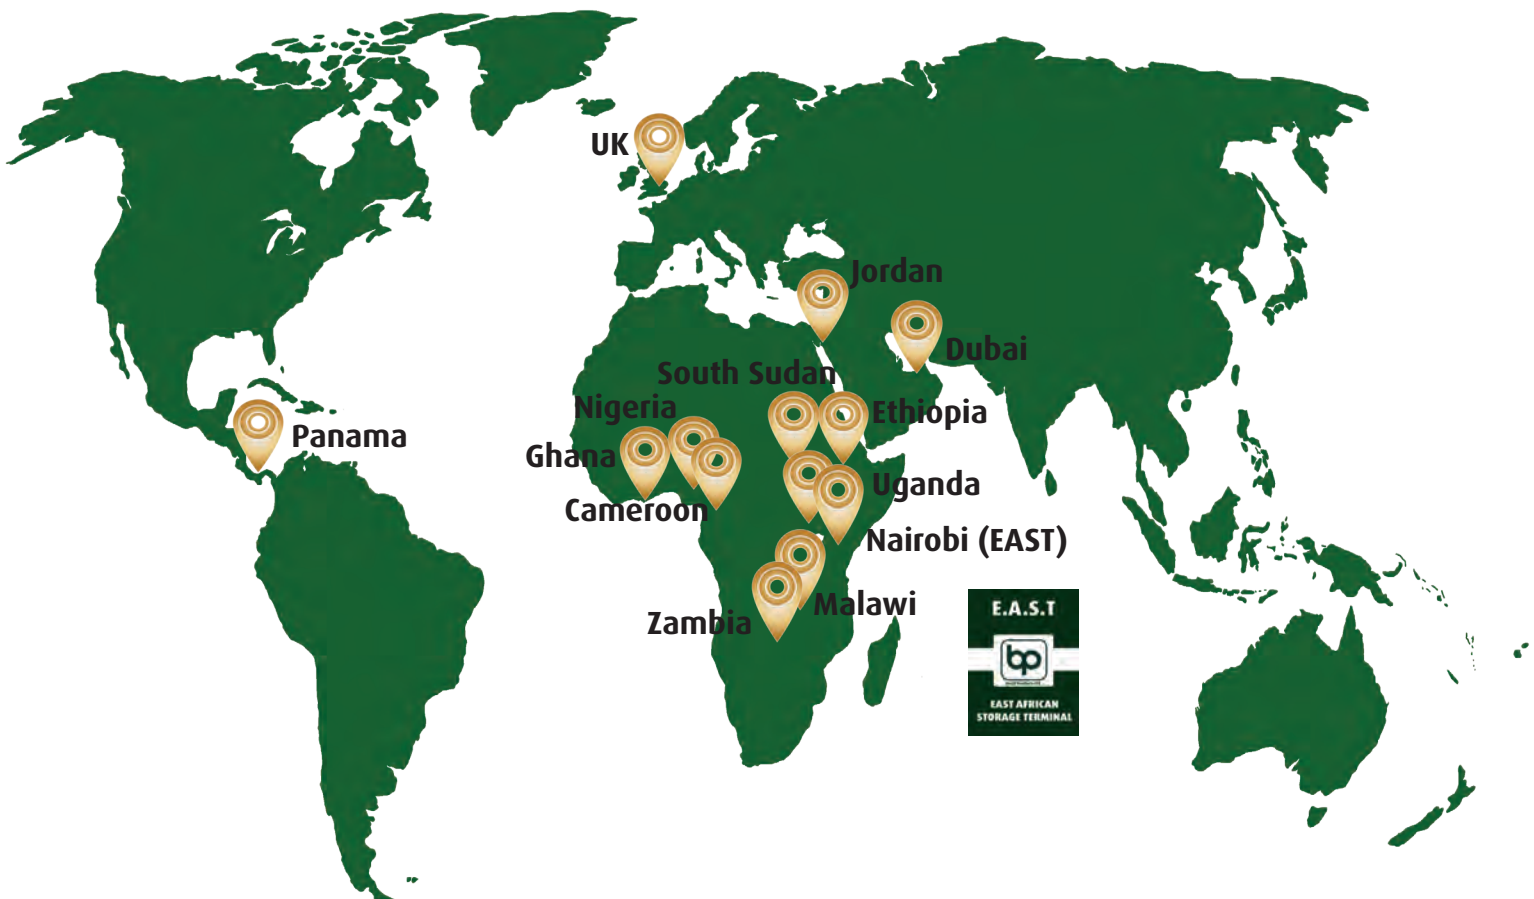 UK
Jordan
Dubai
South Sudan
Nigeria
Ethiopia
Panama
Ghana
Uganda
Cameroon
Nairobi (EAST)
Malawi
Zambia
E.A.S.T
bp
EAST AFRICAN
STORAGE TERMINAL